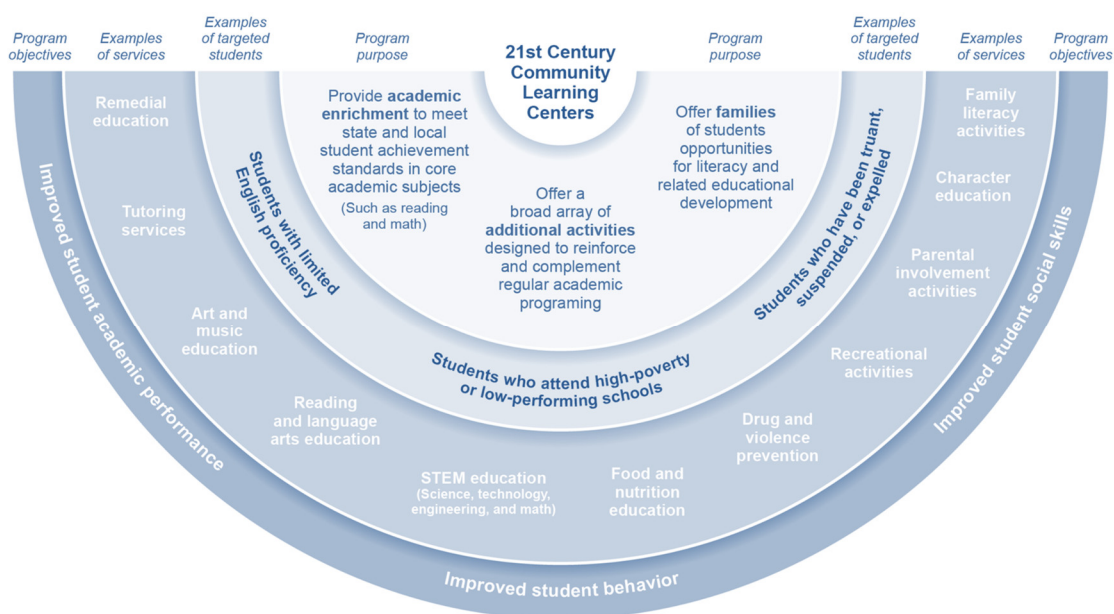 Program
objectives
Examples
of services
Examples
of targeted
students
Program
purpose
21st Century
Community
Learning
Centers
Program
purpose
Examples
of targeted
students
Examples
of services
Program
objectives
Provide academic
enrichment to meet
state and local
student achievement
standards in core
academic subjects
(Such as reading
and math)
Offer a
broad array of
additional activities
designed to reinforce
and complement
regular academic
programing
Offer families
of students
opportunities
for literacy and
related educational
development
Students with limited
English proficiency
Students who attend high-poverty
or low-performing schools
Students who have been truant,
suspended, or expelled
Remedial
education
Tutoring
services
Art and
music
education
Reading
and language
arts education
STEM education
(Science, technology,
engineering, and math)
Food and
nutrition
education
Drug and
violence
prevention
Recreational
activities
Parental
involvement
activities
Character
education
Family
literacy
activities
Improved student academic performance
Improved student behavior
Improved student social skills